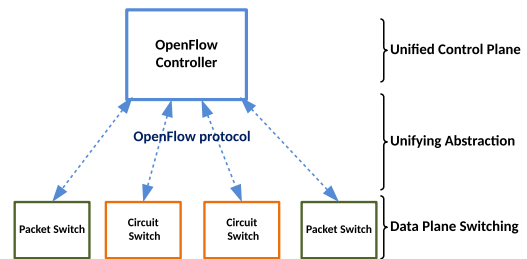 OpenFlow
Controller
Unified Control Plane
OpenFlow protocol
Unifying Abstraction
Packet Switch
Circuit
Switch
Circuit
Switch
Packet Switch
Data Plane Switching